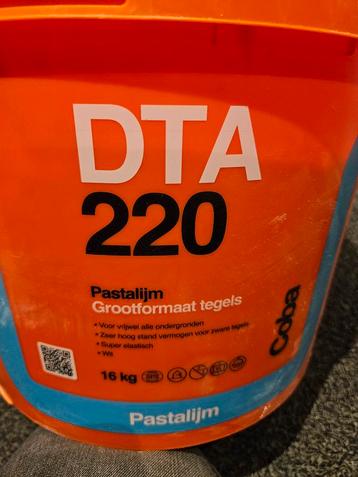 DTA
220
Pastalijm
Grootformaat tegels
• Voor vrijwel alle ondergronden
• Zeer hoog stand vermogen voor zware tegels
• Super elastisch
• Wit
16 kg
Coba
Pastalijm